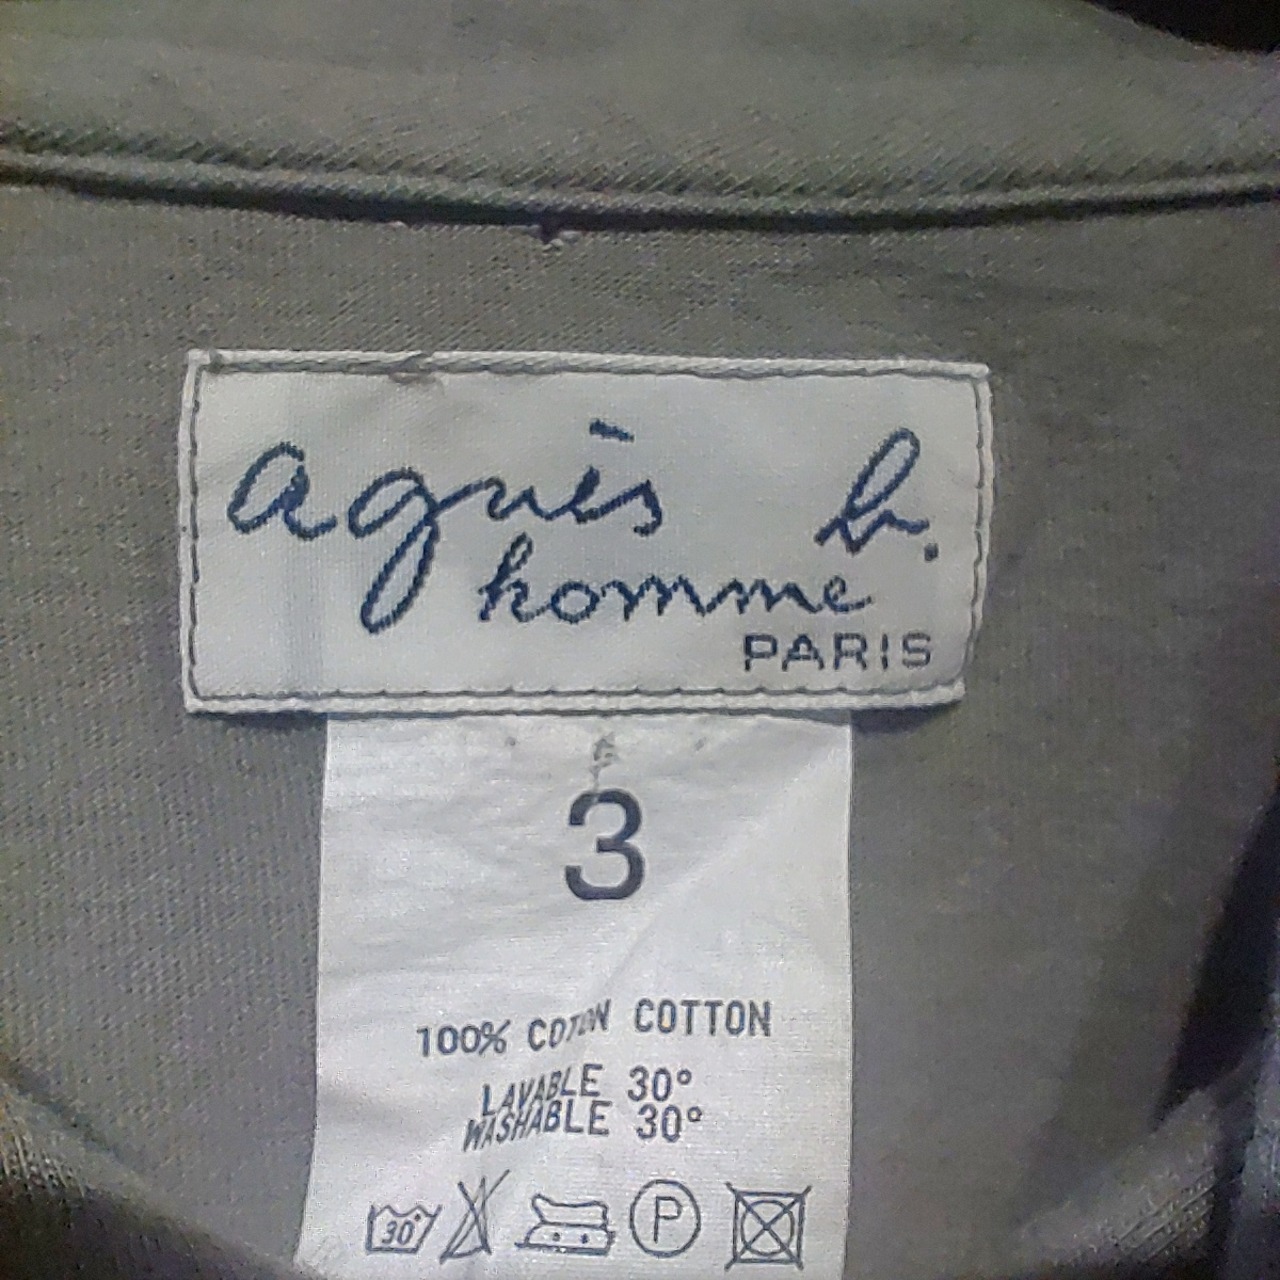 agnès b.
homme
PARIS
3
100% COTON COTTON
LAVABLE 30°
WASHABLE 30°
30° P